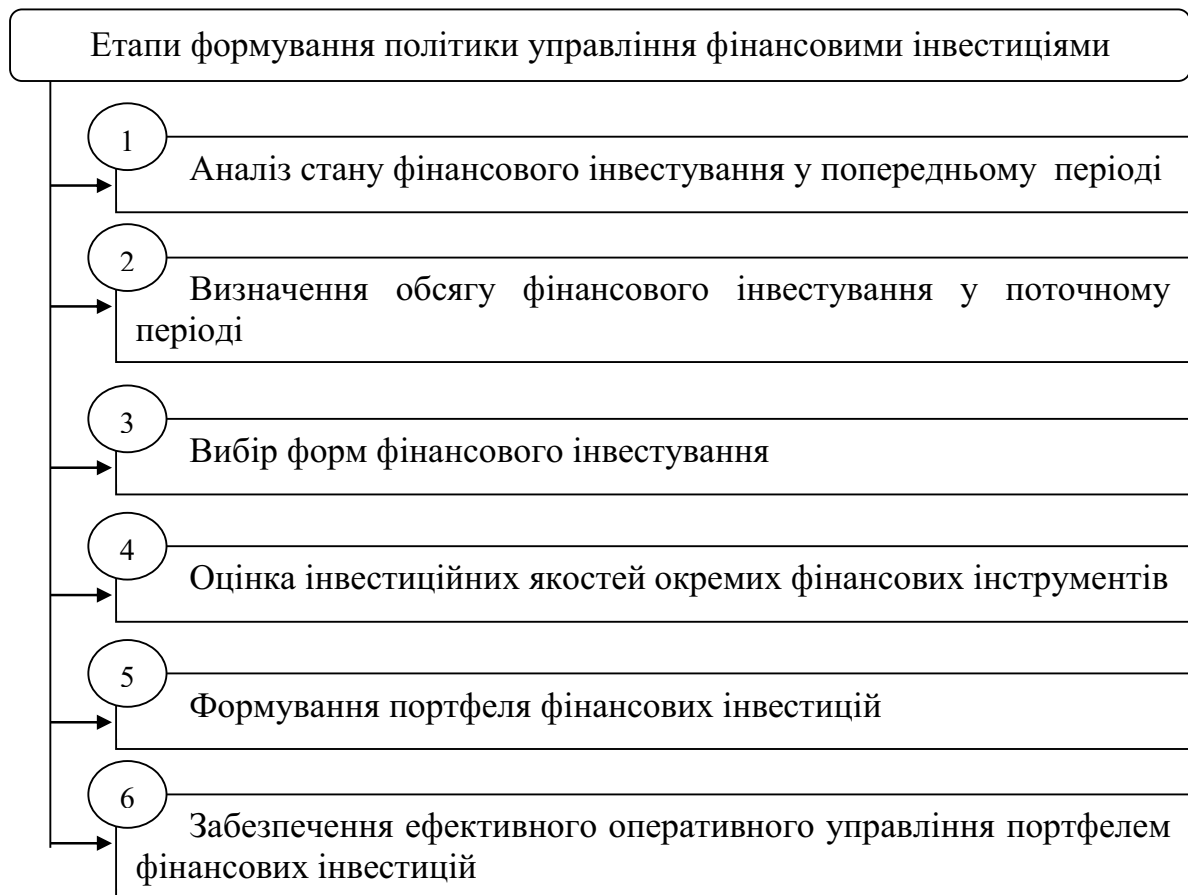 Етапи формування політики управління фінансовими інвестиціями
1
Аналіз стану фінансового інвестування у попередньому періоді
2
Визначення обсягу фінансового інвестування у поточному
періоді
3
Вибір форм фінансового інвестування
4
Оцінка інвестиційних якостей окремих фінансових інструментів
5
Формування портфеля фінансових інвестицій
6
Забезпечення ефективного оперативного управління портфелем
фінансових інвестицій